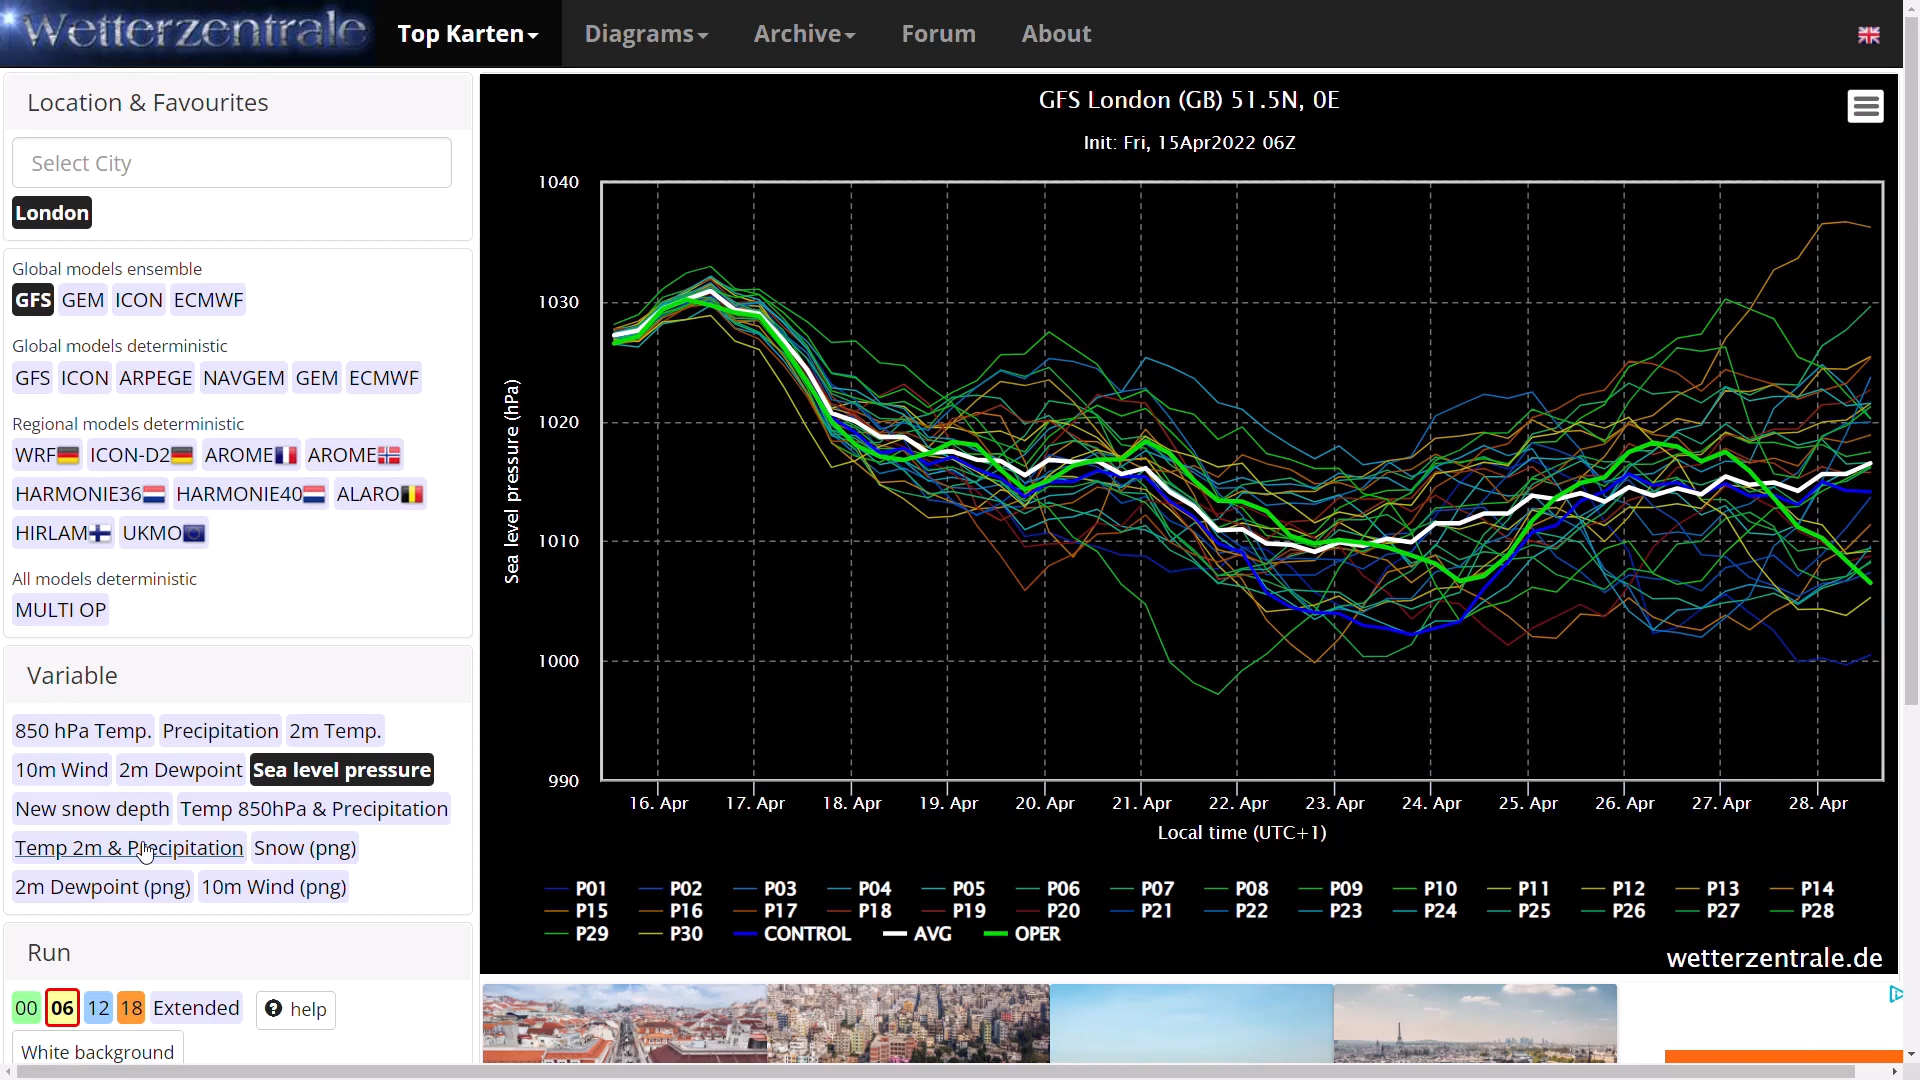 Wetterzentrale
Top Karten
Diagrams
Archive
Forum
About
Location & Favourites
Select City
London
Global models ensemble
GFS GEM ICON ECMWF
Global models deterministic
GFS ICON ARPEGE NAVGEM GEM ECMWF
Regional models deterministic
WRF ICON-D2 AROME AROME
HARMONIE36 HARMONIE40 ALARO
HIRLAM UKMO
All models deterministic
MULTI OP
Variable
850 hPa Temp. Precipitation 2m Temp.
10m Wind 2m Dewpoint Sea level pressure
New snow depth Temp 850hPa & Precipitation
Temp 2m & Precipitation Snow (png)
2m Dewpoint (png) 10m Wind (png)
Run
00 06 12 18 Extended ? help
White background
GFS London (GB) 51.5N, 0E
Init: Fri, 15Apr2022 06Z
Sea level pressure (hPa)
1040
1030
1020
1010
1000
990
16. Apr 17. Apr 18. Apr 19. Apr 20. Apr 21. Apr 22. Apr 23. Apr 24. Apr 25. Apr 26. Apr 27. Apr 28. Apr
Local time (UTC+1)
P01 P02 P03 P04 P05 P06 P07 P08 P09 P10 P11 P12 P13 P14
P15 P16 P17 P18 P19 P20 P21 P22 P23 P24 P25 P26 P27 P28
P29 P30 CONTROL AVG OPER
wetterzentrale.de